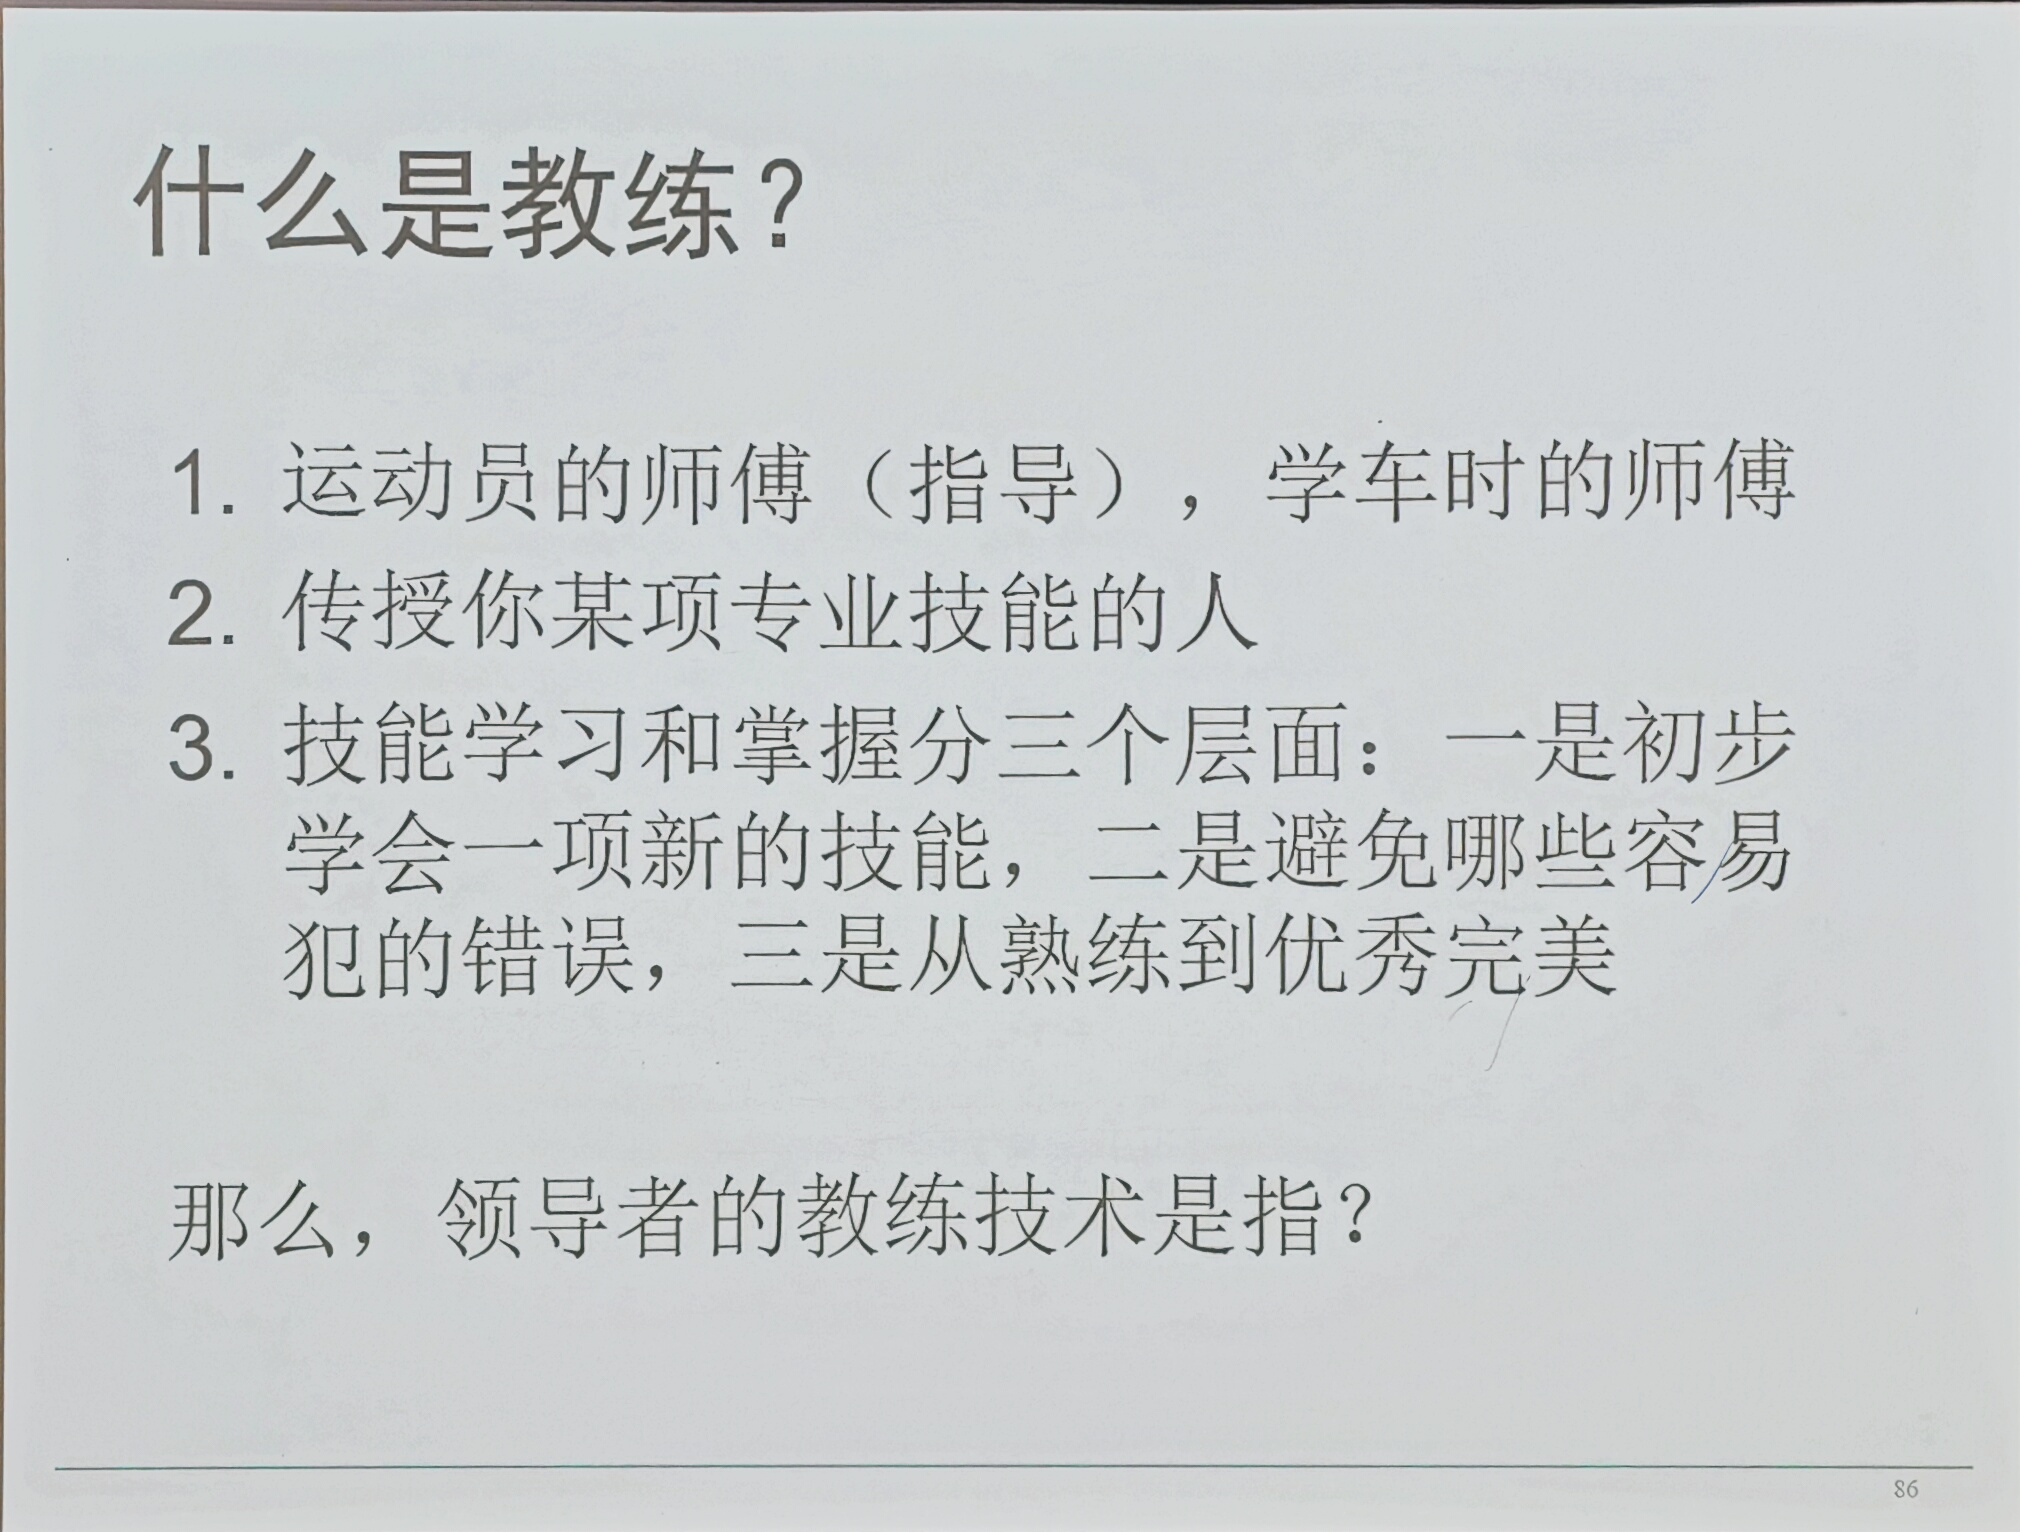 什么是教练？
1. 运动员的师傅（指导），学车时的师傅
2. 传授你某项专业技能的人
3. 技能学习和掌握分三个层面：一是初步
学会一项新的技能，二是避免哪些容易
犯的错误，三是从熟练到优秀完美
那么，领导者的教练技术是指？
86